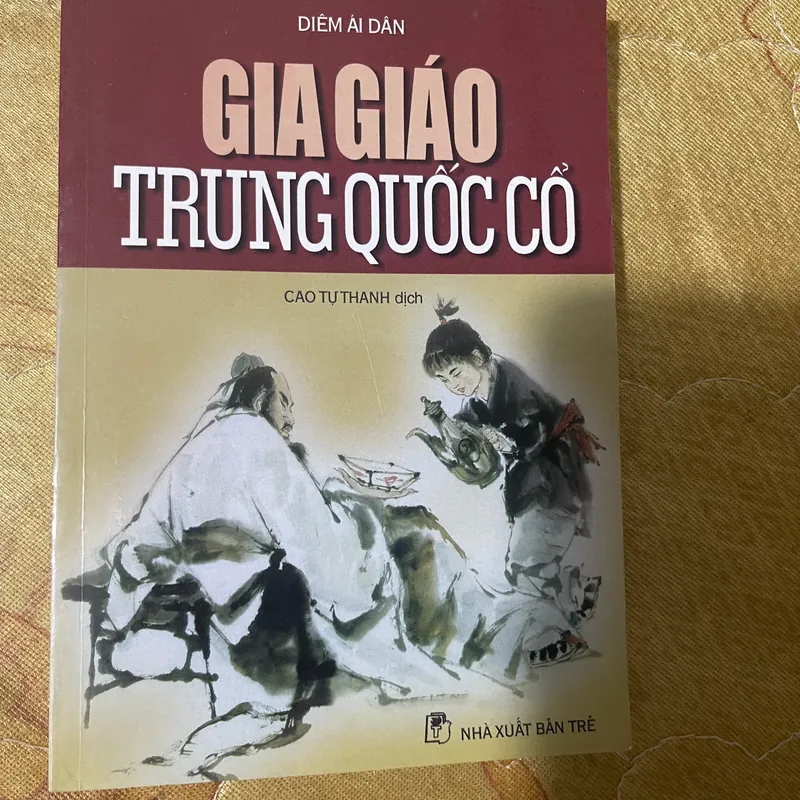 DIÊM ÁI DÂN
GIA GIÁO
TRUNG QUỐC CỔ
CAO TỰ THANH dịch
NHÀ XUẤT BẢN TRẺ